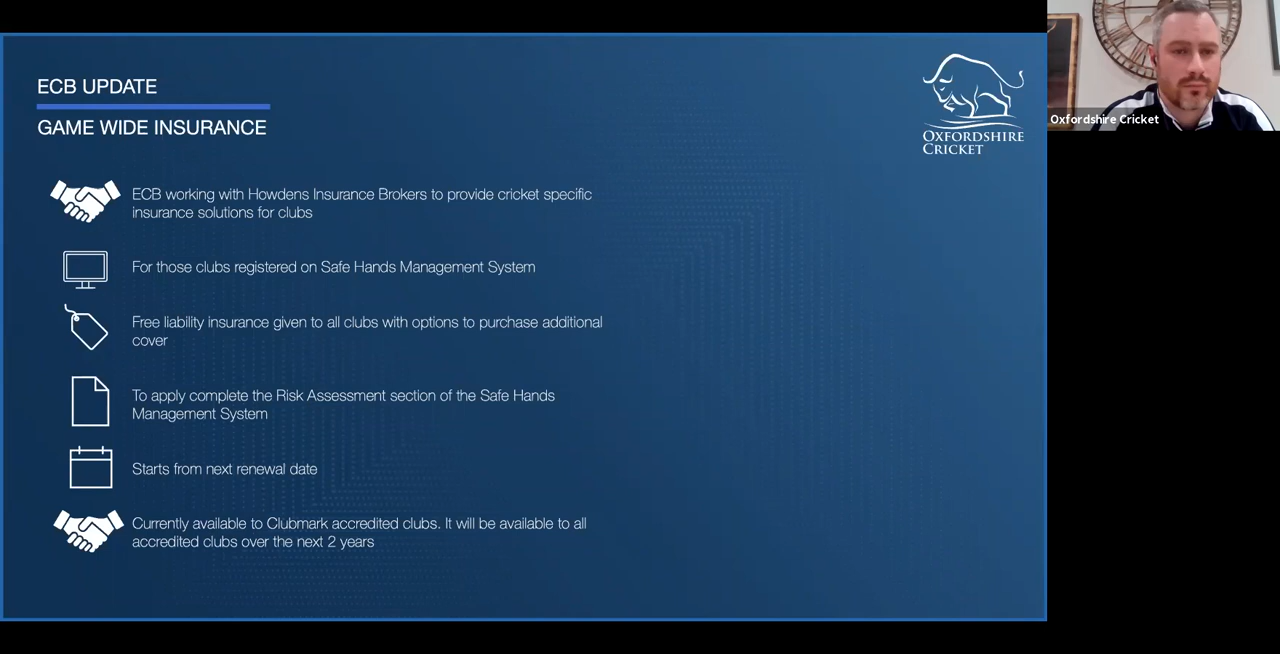 ECB UPDATE
GAME WIDE INSURANCE
OXFORDSHIRE
CRICKET
Oxfordshire Cricket
ECB working with Howdens Insurance Brokers to provide cricket specific
insurance solutions for clubs
For those clubs registered on Safe Hands Management System
Free liability insurance given to all clubs with options to purchase additional
cover
To apply complete the Risk Assessment section of the Safe Hands
Management System
Starts from next renewal date
Currently available to Clubmark accredited clubs. It will be available to all
accredited clubs over the next 2 years